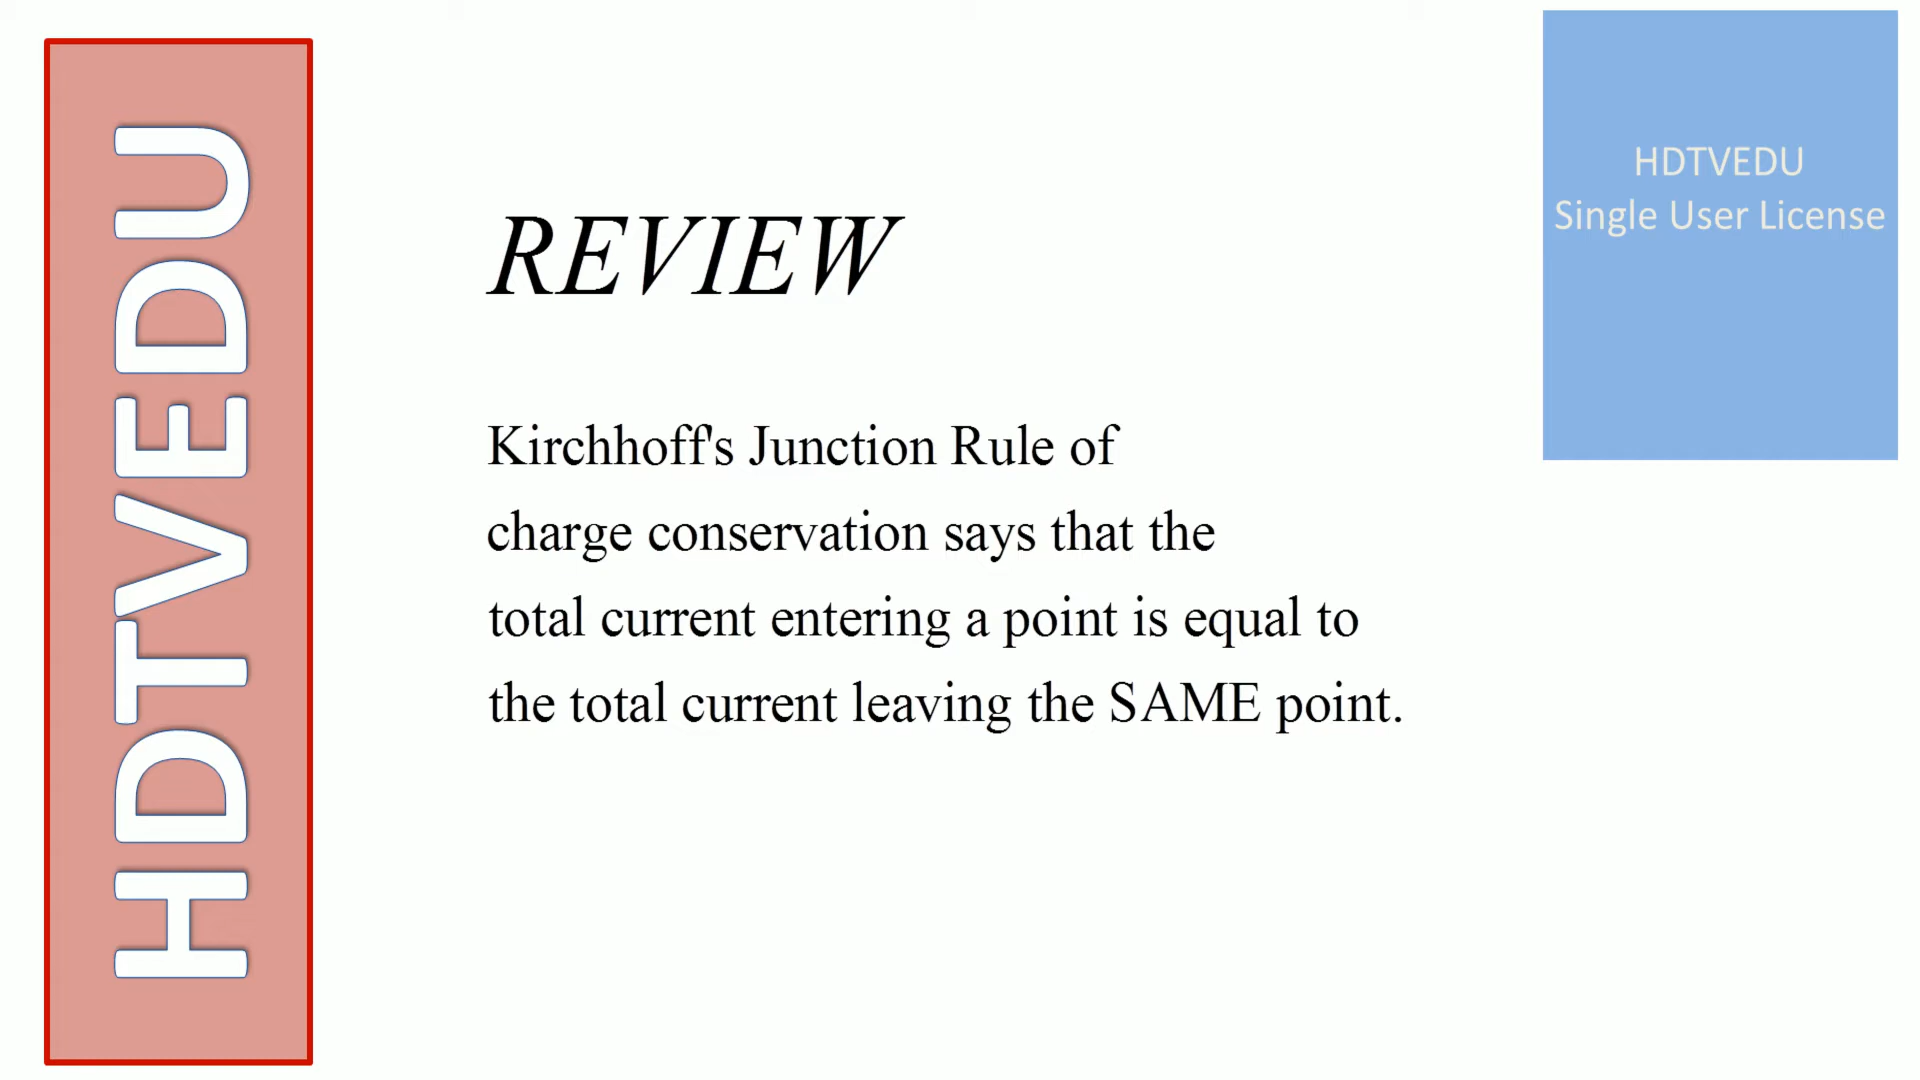 HDTVEDU
REVIEW
Kirchhoff's Junction Rule of
charge conservation says that the
total current entering a point is equal to
the total current leaving the SAME point.
HDTVEDU
Single User License